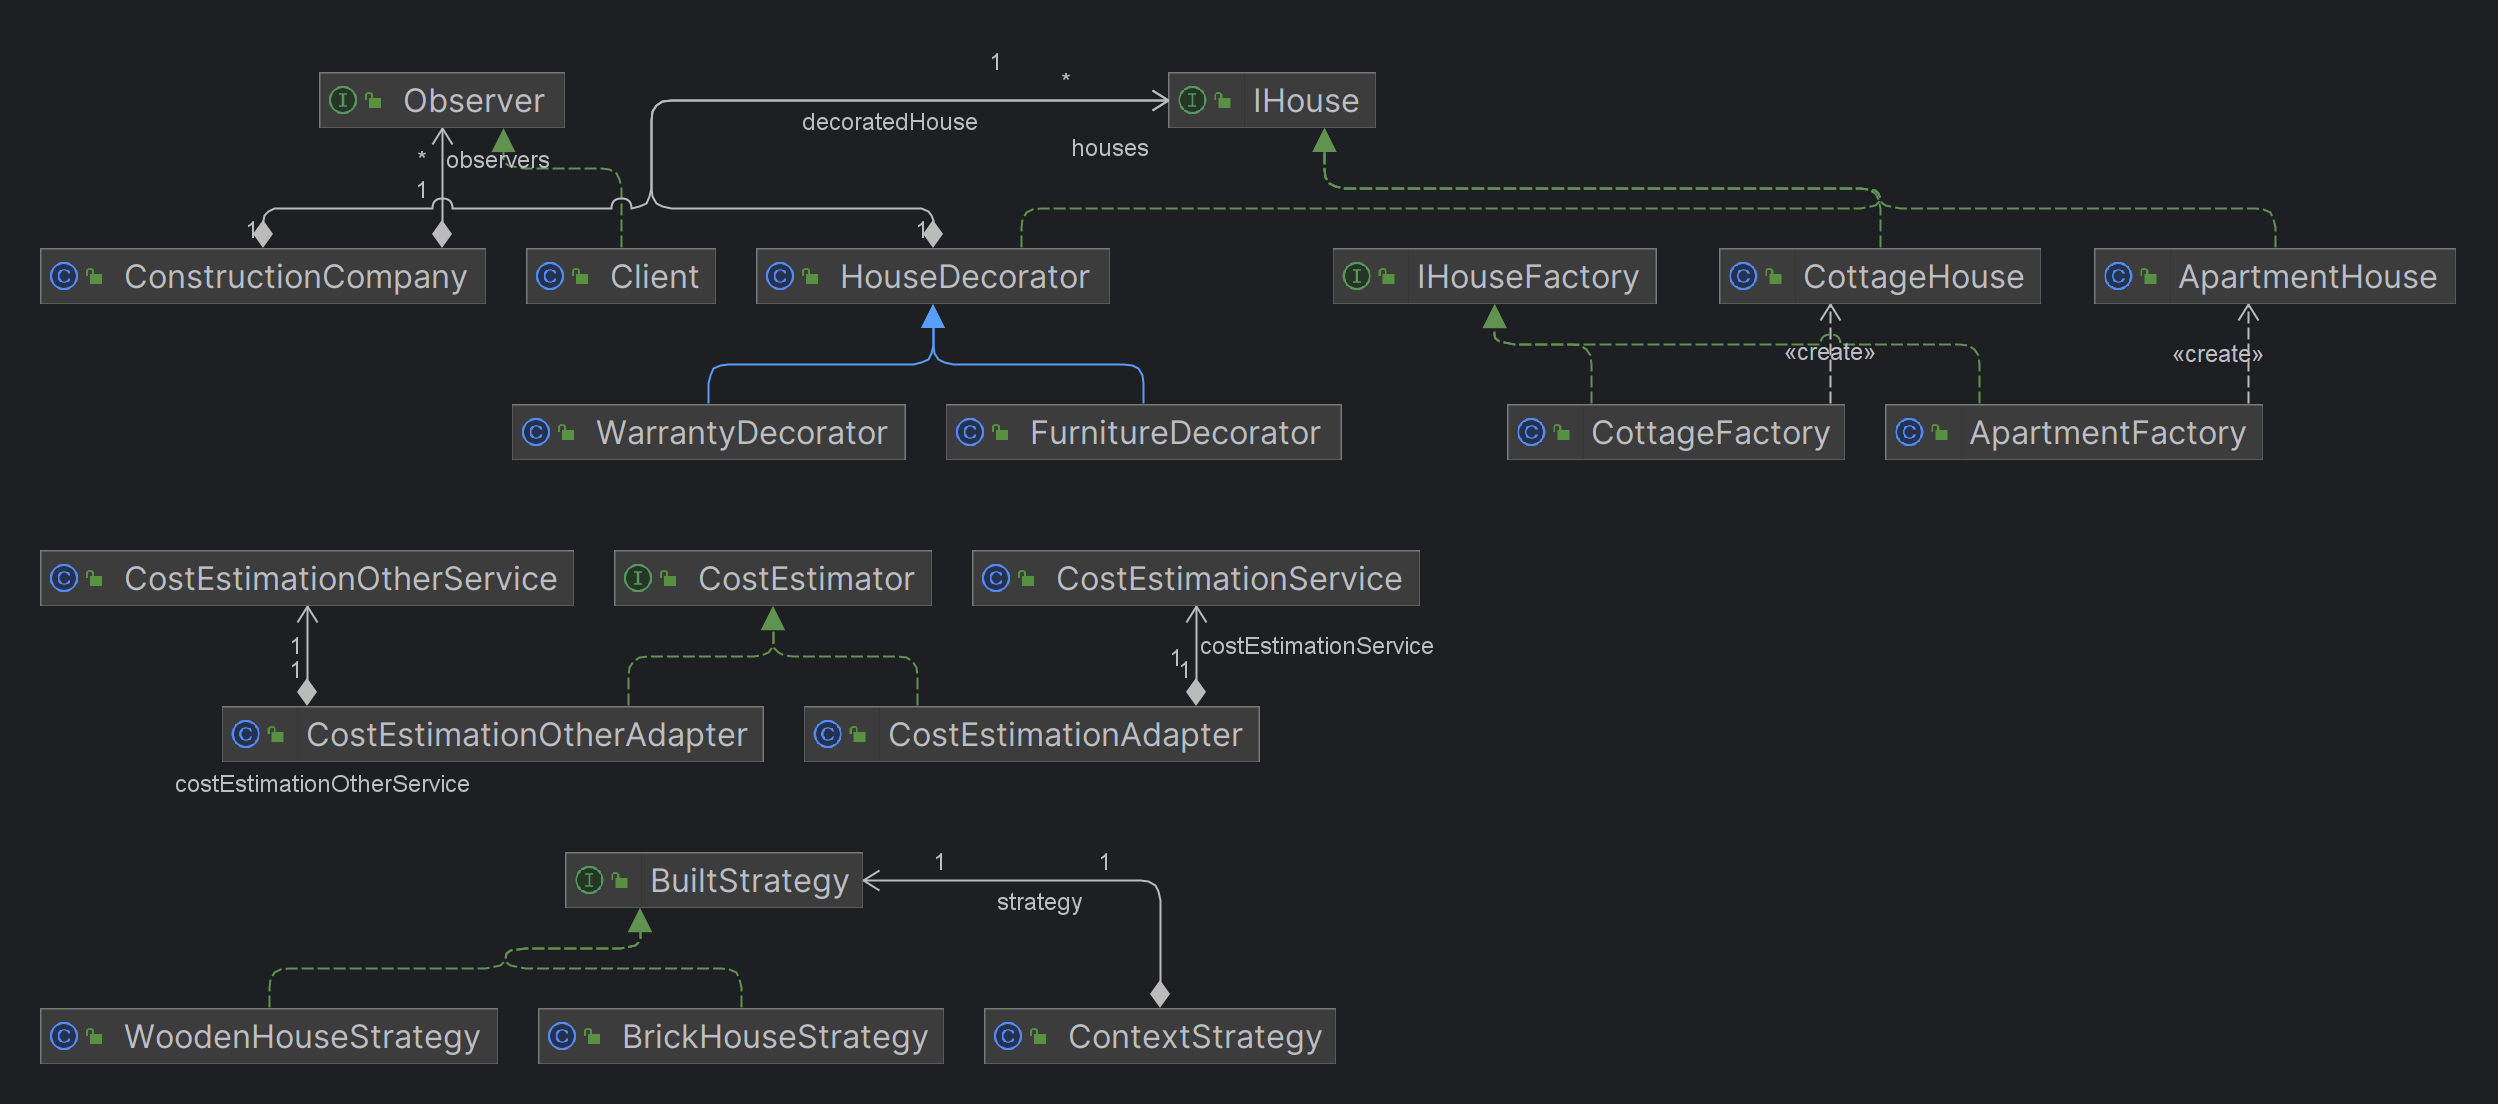 1
*
Observer
IHouse
decoratedHouse
houses
*
observers
1
1
1
ConstructionCompany
Client
HouseDecorator
IHouseFactory
CottageHouse
ApartmentHouse
«create»
«create»
WarrantyDecorator
FurnitureDecorator
CottageFactory
ApartmentFactory
CostEstimationOtherService
CostEstimator
CostEstimationService
1
costEstimationService
1
1
1
CostEstimationOtherAdapter
CostEstimationAdapter
costEstimationOtherService
1
1
BuiltStrategy
strategy
WoodenHouseStrategy
BrickHouseStrategy
ContextStrategy